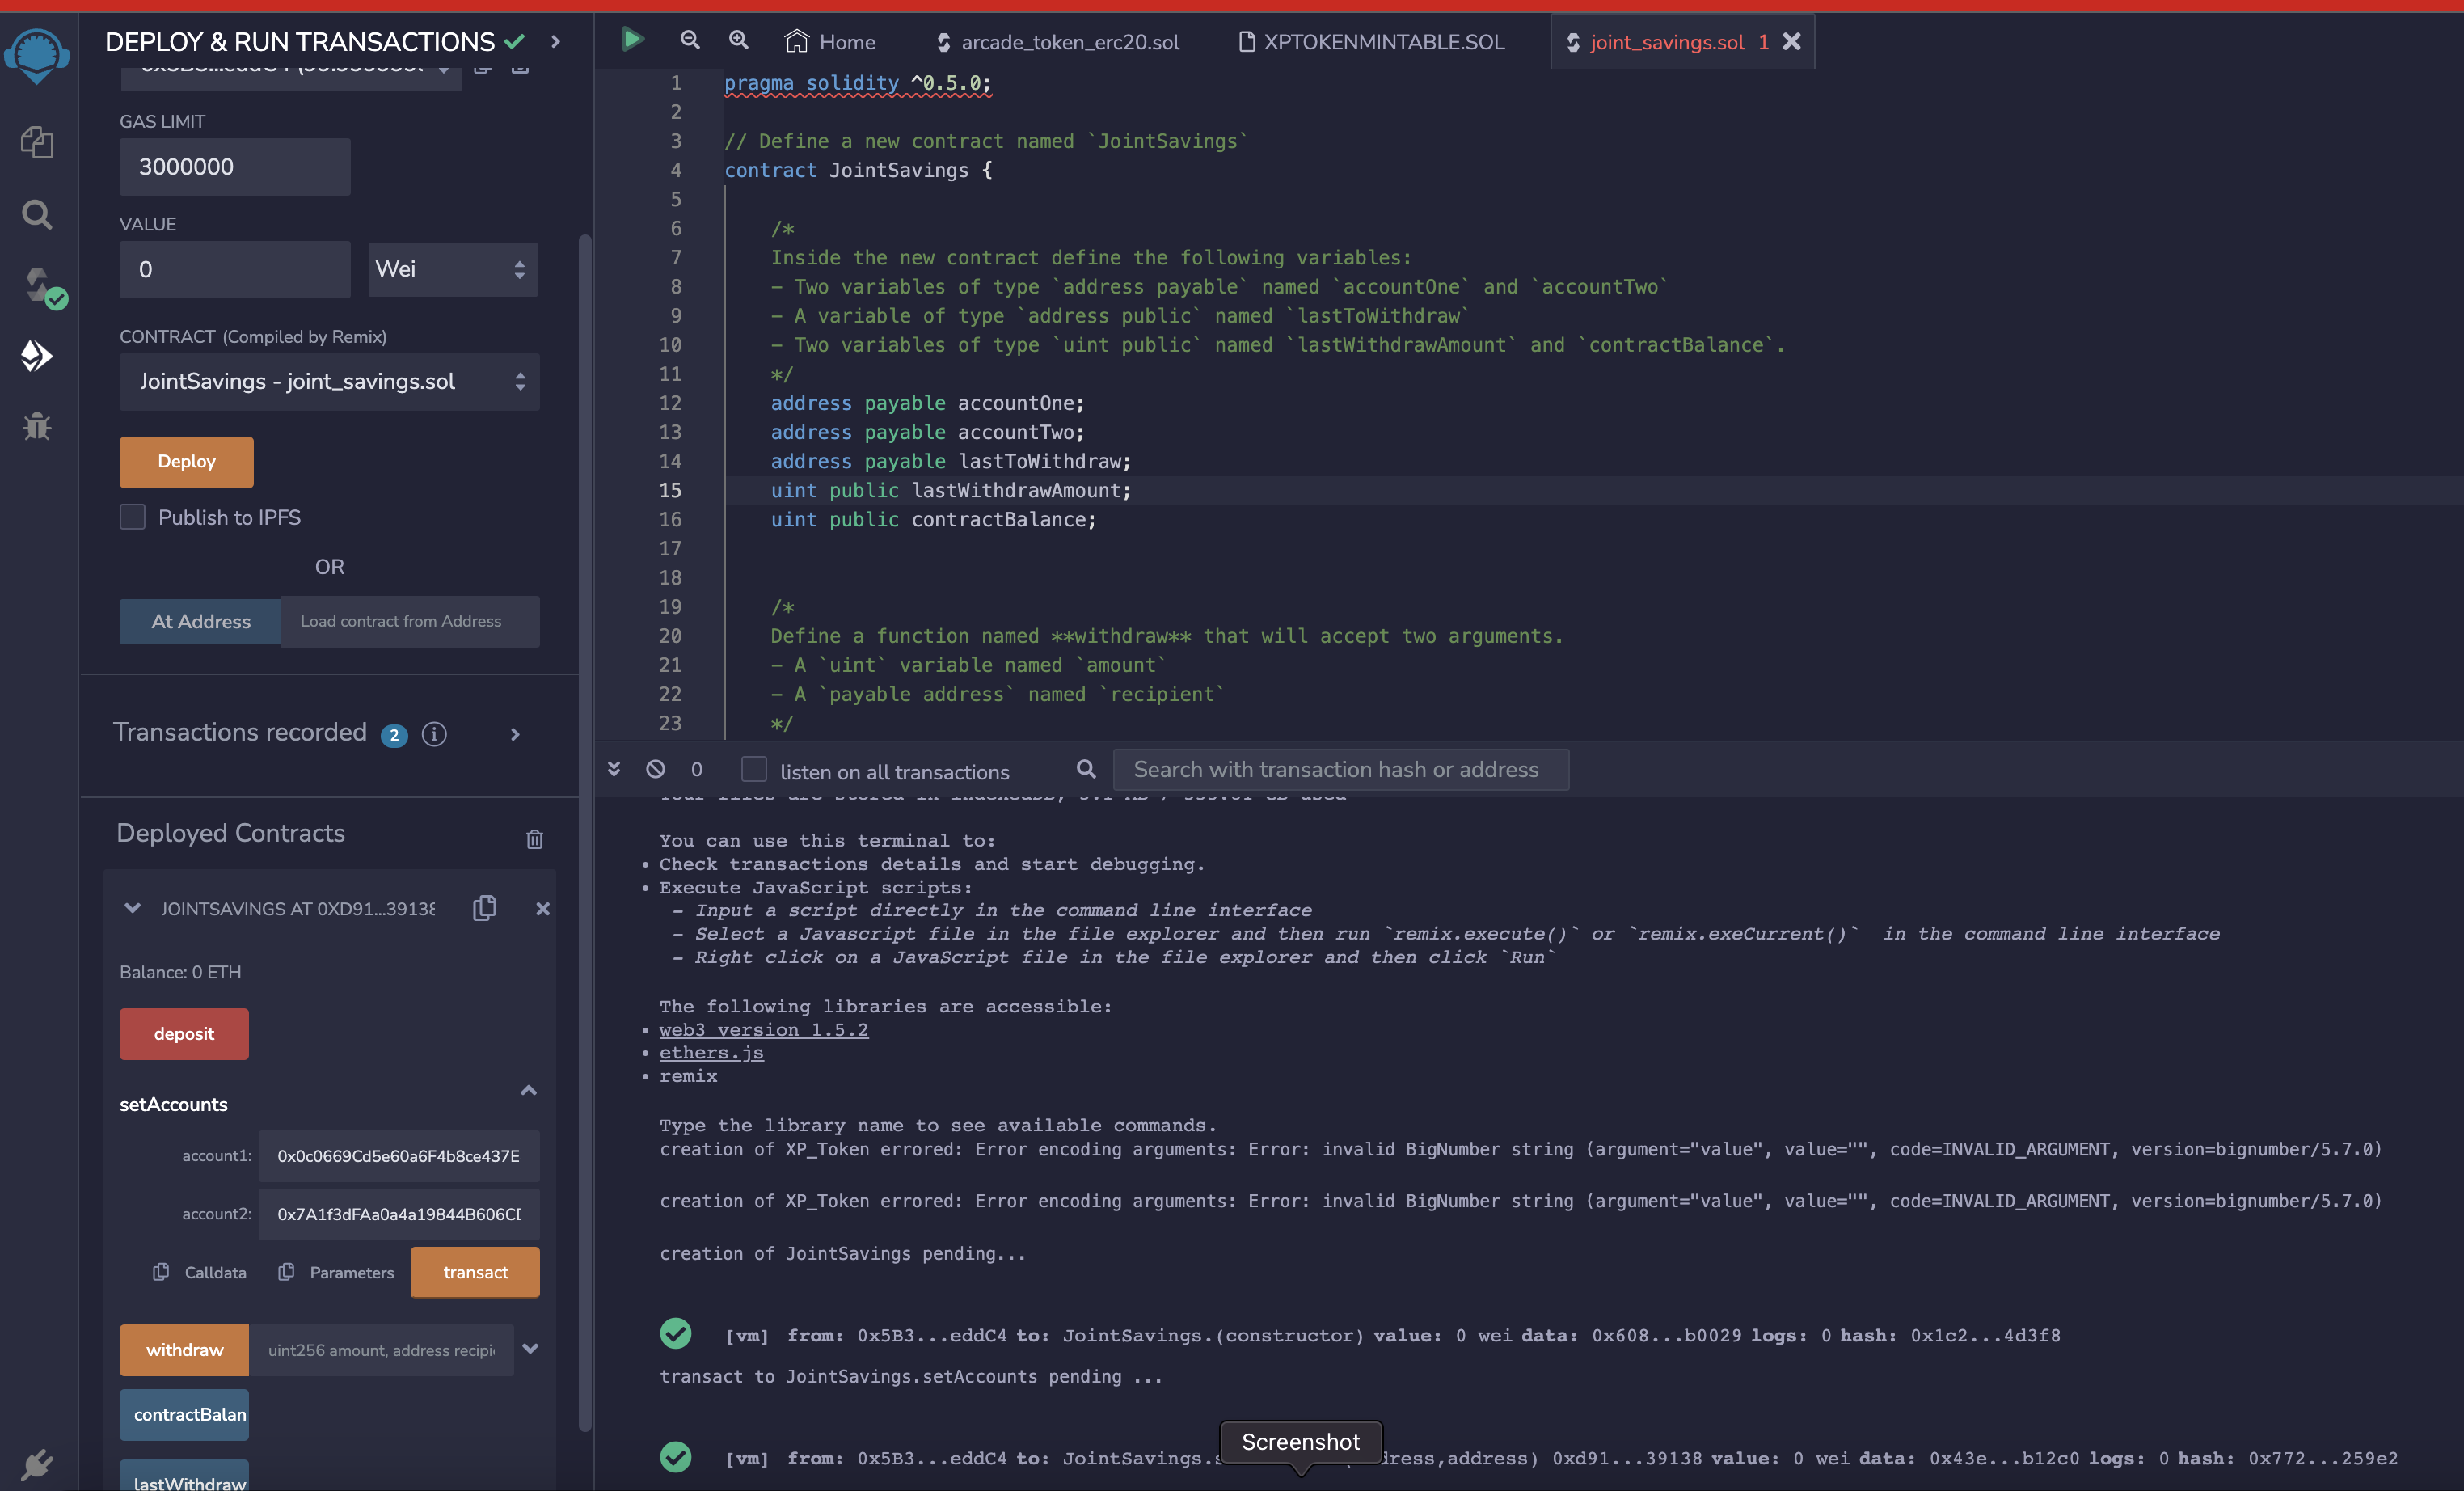 DEPLOY & RUN TRANSACTIONS
GAS LIMIT
3000000
VALUE
0
Wei
CONTRACT (Compiled by Remix)
JointSavings - joint_savings.sol
Deploy
Publish to IPFS
OR
At Address
Load contract from Address
Transactions recorded 2 i
Deployed Contracts
JOINTSAVINGS AT 0XD91...39138
Balance: 0 ETH
deposit
setAccounts
account1: 0x0c0669Cd5e60a6F4b8ce437E
account2: 0x7A1f3dFAa0a4a19844B606CD
Calldata
Parameters
transact
withdraw
uint256 amount, address recipi
contractBalan
lastWithdraw
Home
arcade_token_erc20.sol
XPTOKENMINTABLE.SOL
joint_savings.sol 1
1 pragma solidity ^0.5.0;
2
3 // Define a new contract named `JointSavings`
4 contract JointSavings {
5
6 /*
7 Inside the new contract define the following variables:
8 - Two variables of type `address payable` named `accountOne` and `accountTwo`
9 - A variable of type `address public` named `lastToWithdraw`
10 - Two variables of type `uint public` named `lastWithdrawAmount` and `contractBalance`.
11 */
12 address payable accountOne;
13 address payable accountTwo;
14 address payable lastToWithdraw;
15 uint public lastWithdrawAmount;
16 uint public contractBalance;
17
18
19 /*
20 Define a function named **withdraw** that will accept two arguments.
21 - A `uint` variable named `amount`
22 - A `payable address` named `recipient`
23 */
0
listen on all transactions
Search with transaction hash or address
You can use this terminal to:
• Check transactions details and start debugging.
• Execute JavaScript scripts:
- Input a script directly in the command line interface
- Select a Javascript file in the file explorer and then run `remix.execute()` or `remix.exeCurrent()` in the command line interface
- Right click on a JavaScript file in the file explorer and then click `Run`
The following libraries are accessible:
• web3 version 1.5.2
• ethers.js
• remix
Type the library name to see available commands.
creation of XP_Token errored: Error encoding arguments: Error: invalid BigNumber string (argument="value", value="", code=INVALID_ARGUMENT, version=bignumber/5.7.0)
creation of XP_Token errored: Error encoding arguments: Error: invalid BigNumber string (argument="value", value="", code=INVALID_ARGUMENT, version=bignumber/5.7.0)
creation of JointSavings pending...
[vm] from: 0x5B3...eddC4 to: JointSavings.(constructor) value: 0 wei data: 0x608...b0029 logs: 0 hash: 0x1c2...4d3f8
transact to JointSavings.setAccounts pending ...
Screenshot
[vm] from: 0x5B3...eddC4 to: JointSavings.s dress,address) 0xd91...39138 value: 0 wei data: 0x43e...b12c0 logs: 0 hash: 0x772...259e2